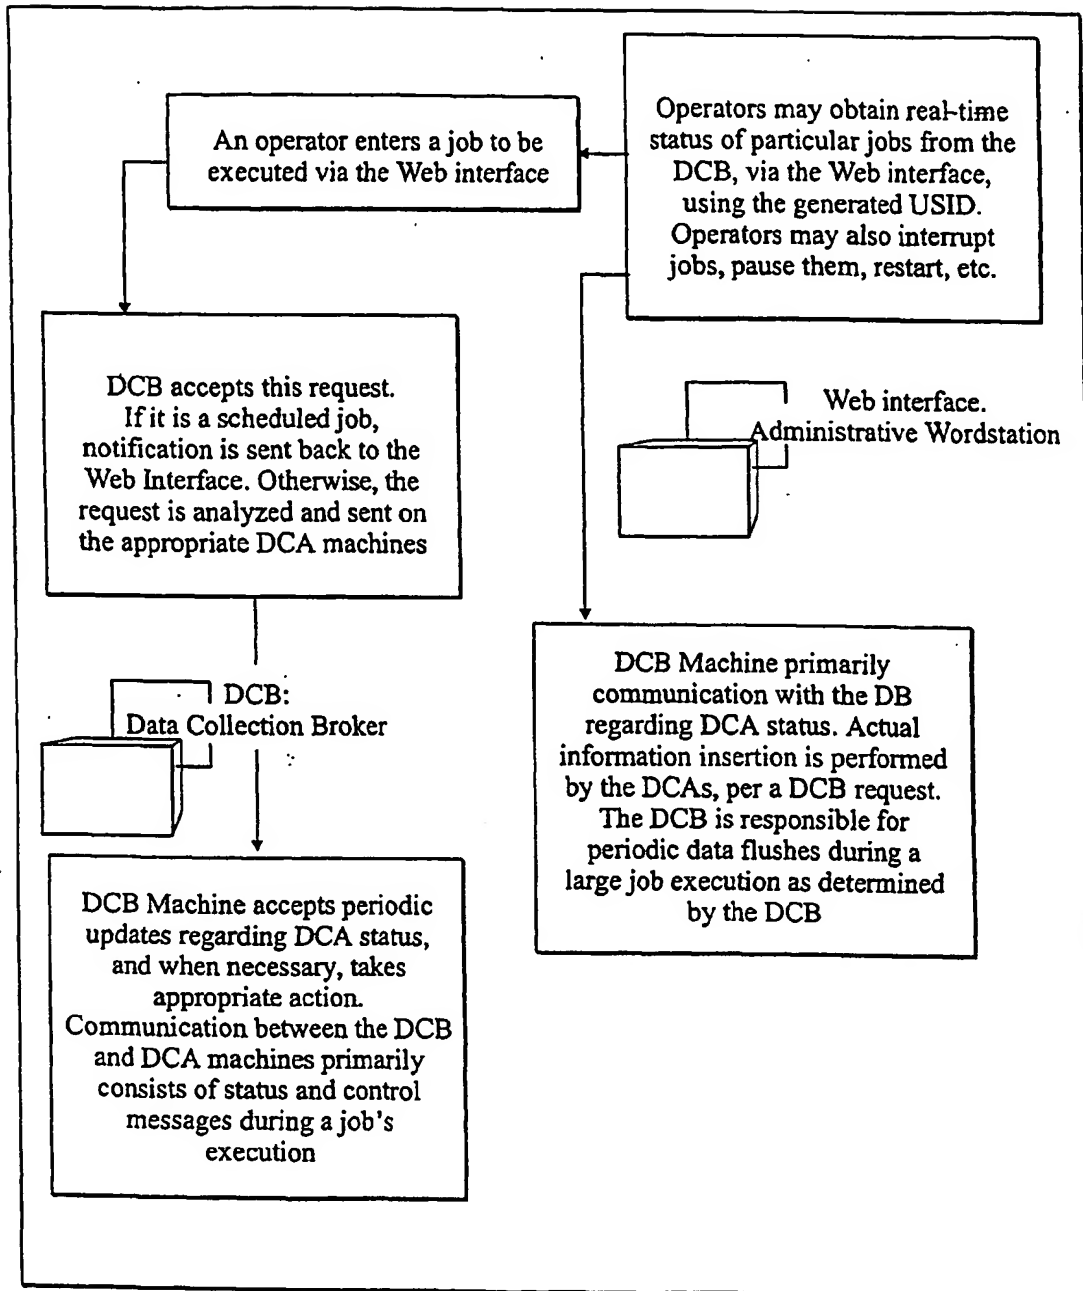 An operator enters a job to be
executed via the Web interface
Operators may obtain real-time
status of particular jobs from the
DCB, via the Web interface,
using the generated USID.
Operators may also interrupt
jobs, pause them, restart, etc.
DCB accepts this request.
If it is a scheduled job,
notification is sent back to the
Web Interface. Otherwise, the
request is analyzed and sent on
the appropriate DCA machines
Web interface.
Administrative Wordstation
DCB:
Data Collection Broker
DCB Machine primarily
communication with the DB
regarding DCA status. Actual
information insertion is performed
by the DCAs, per a DCB request.
The DCB is responsible for
periodic data flushes during a
large job execution as determined
by the DCB
DCB Machine accepts periodic
updates regarding DCA status,
and when necessary, takes
appropriate action.
Communication between the DCB
and DCA machines primarily
consists of status and control
messages during a job's
execution